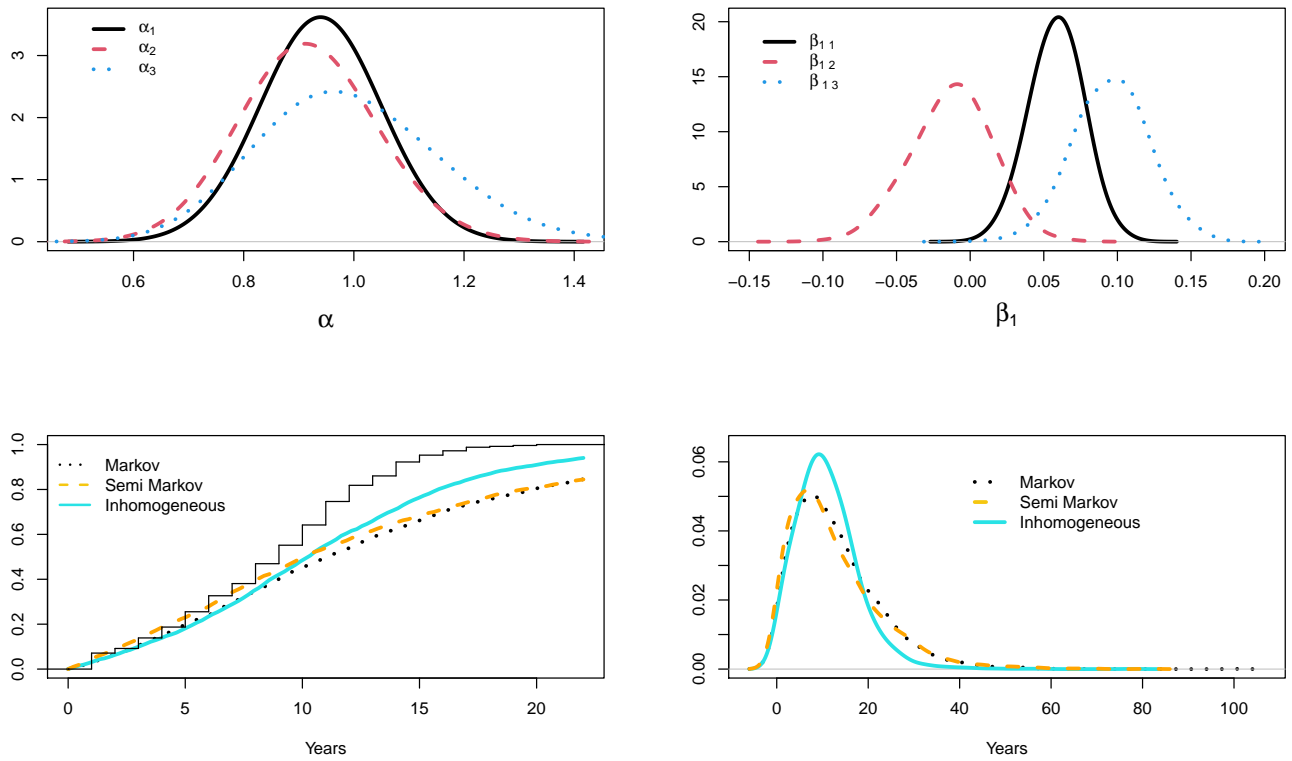 α₁
α₂
α₃
0 1 2 3
0.6 0.8 1.0 1.2 1.4
α
β₁ ₁
β₁ ₂
β₁ ₃
0 5 10 15 20
−0.15 −0.10 −0.05 0.00 0.05 0.10 0.15 0.20
β₁
Markov
Semi Markov
Inhomogeneous
0.0 0.2 0.4 0.6 0.8 1.0
0 5 10 15 20
Years
Markov
Semi Markov
Inhomogeneous
0.00 0.02 0.04 0.06
0 20 40 60 80 100
Years